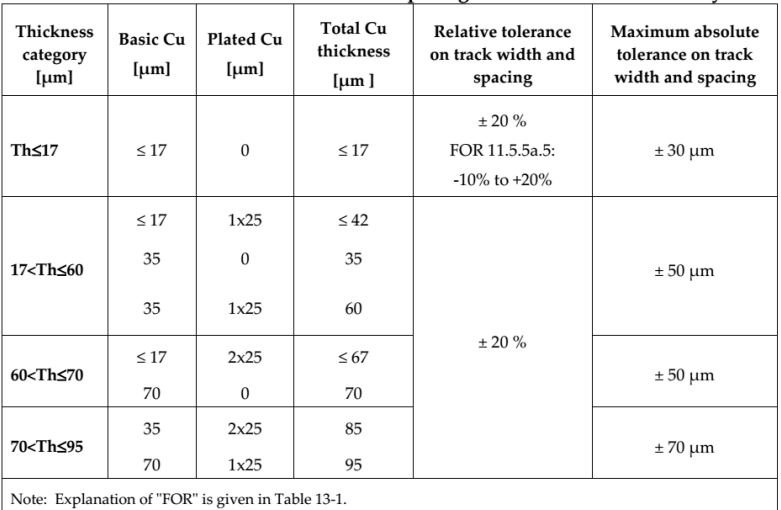 Thickness category [µm] Basic Cu [µm] Plated Cu [µm] Total Cu thickness [µm ] Relative tolerance on track width and spacing Maximum absolute tolerance on track width and spacing
Th≤17 ≤ 17 0 ≤ 17 ± 20 % FOR 11.5.5a.5: -10% to +20% ± 30 µm
17<Th≤60 ≤ 17 1x25 ≤ 42 ± 20 % ± 50 µm
35 0 35
35 1x25 60
60<Th≤70 ≤ 17 2x25 ≤ 67 ± 50 µm
70 0 70
70<Th≤95 35 2x25 85 ± 70 µm
70 1x25 95
Note: Explanation of "FOR" is given in Table 13-1.